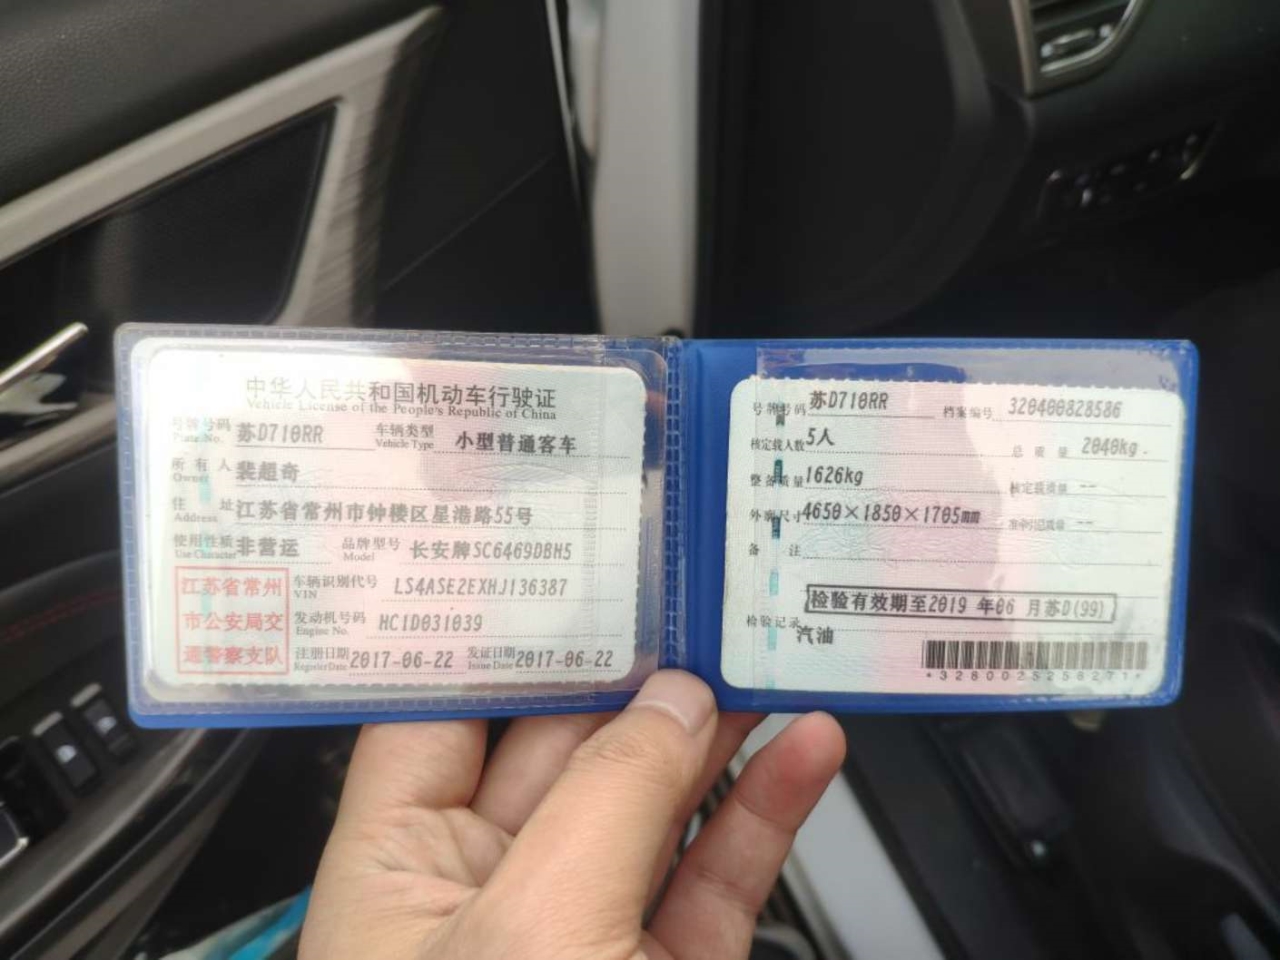 中华人民共和国机动车行驶证
Vehicle License of the People's Republic of China
号牌号码 苏D710RR 车辆类型 小型普通客车
Plate No. Vehicle Type
所有人 裴超奇
Owner
住址 江苏省常州市钟楼区星港路55号
Address
使用性质 非营运 品牌型号 长安牌SC6469DBH5
Use Character Model
江苏省常州
市公安局交
通警察支队
车辆识别代号 LS4ASE2EXHJ136387
VIN
发动机号码 HC1D031039
Engine No.
注册日期 2017-06-22 发证日期 2017-06-22
Register Date Issue Date
号牌号码 苏D710RR 档案编号 320400828586
核定载人数 5人 总质量 2040kg
整备质量 1626kg 核定载质量 --
外廓尺寸 4650×1850×1705mm 准牵引总质量 --
备注
检验有效期至2019 年06 月苏D(99)
检验记录
汽油
*3280025258271*